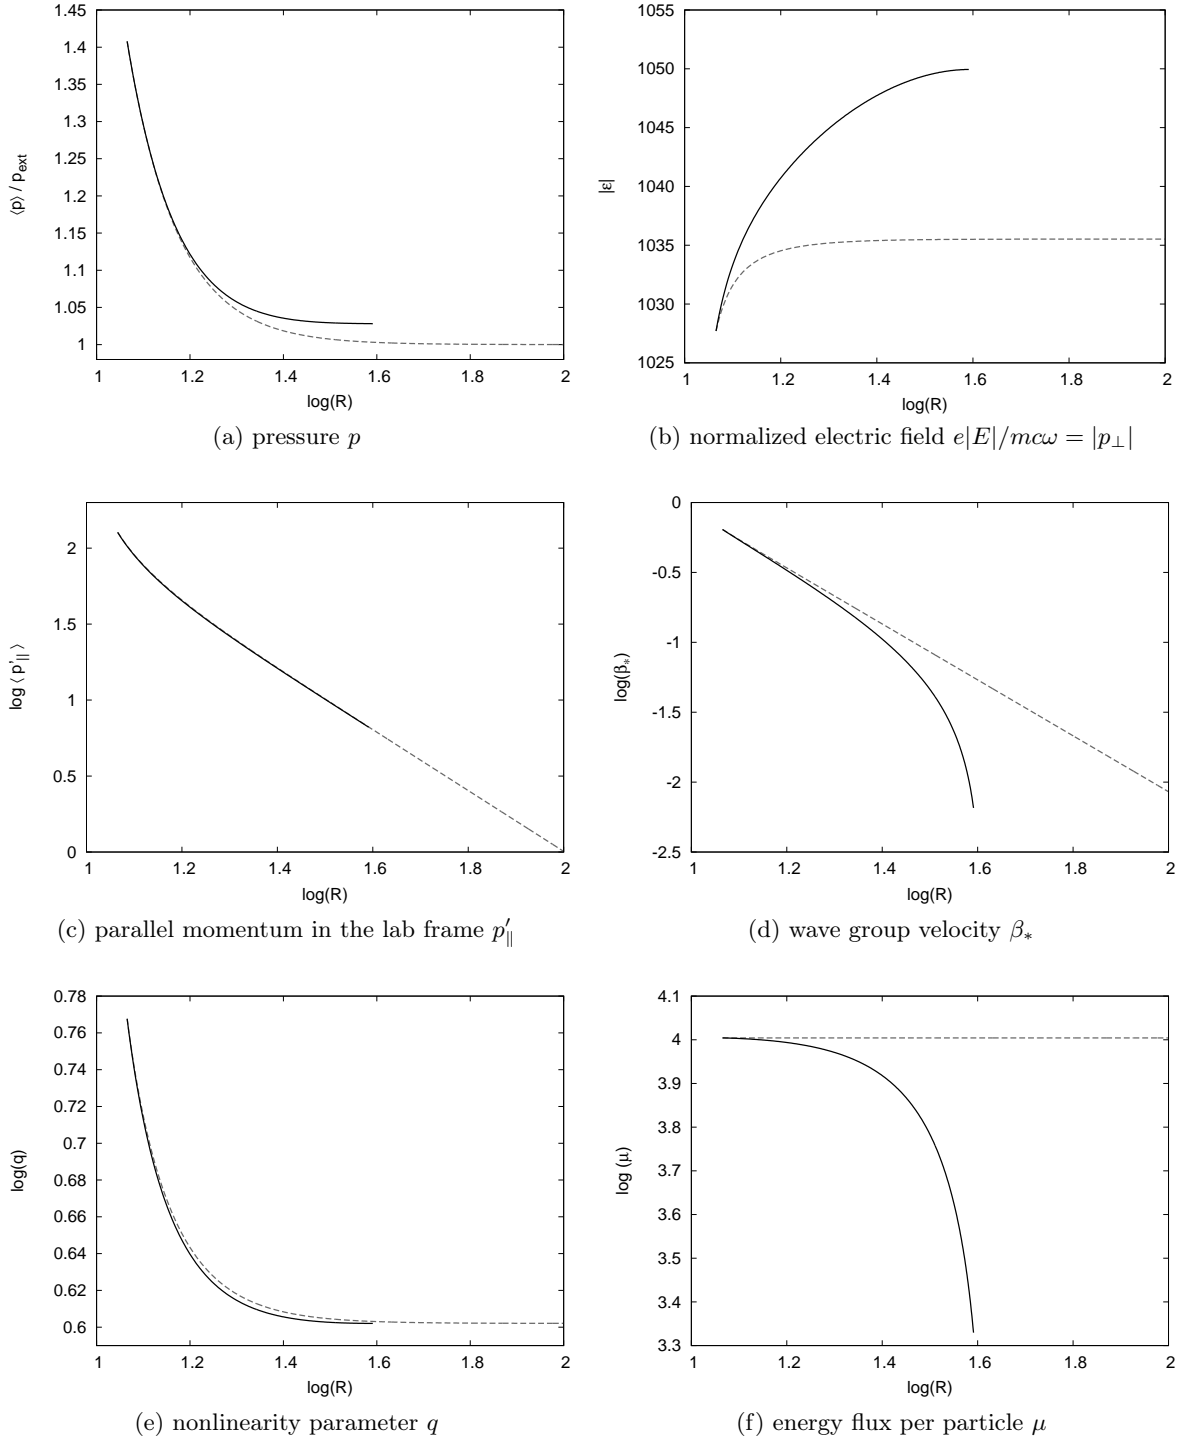 1.45
1.4
1.35
1.3
1.25
1.2
1.15
1.1
1.05
1
⟨p⟩ / p_ext
1 1.2 1.4 1.6 1.8 2
log(R)
(a) pressure p
1055
1050
1045
1040
1035
1030
1025
|ε|
1 1.2 1.4 1.6 1.8 2
log(R)
(b) normalized electric field e|E|/mcω = |p⊥|
2
1.5
1
0.5
0
log ⟨ p'|| ⟩
1 1.2 1.4 1.6 1.8 2
log(R)
(c) parallel momentum in the lab frame p′∥
0
-0.5
-1
-1.5
-2
-2.5
log(β*)
1 1.2 1.4 1.6 1.8 2
log(R)
(d) wave group velocity β∗
0.78
0.76
0.74
0.72
0.7
0.68
0.66
0.64
0.62
0.6
log(q)
1 1.2 1.4 1.6 1.8 2
log(R)
(e) nonlinearity parameter q
4.1
4
3.9
3.8
3.7
3.6
3.5
3.4
3.3
log (μ)
1 1.2 1.4 1.6 1.8 2
log(R)
(f) energy flux per particle μ